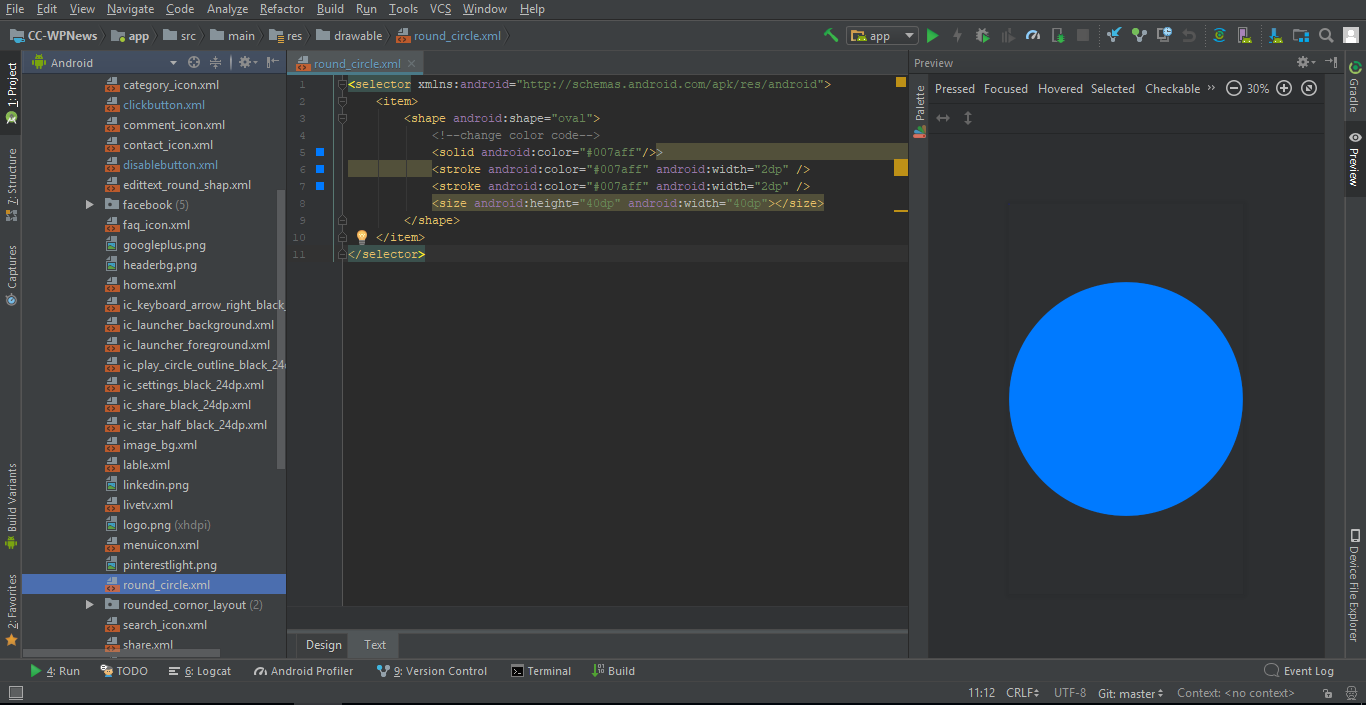 File Edit View Navigate Code Analyze Refactor Build Run Tools VCS Window Help
CC-WPNews app src main res drawable round_circle.xml app
Android
round_circle.xml
Preview
1: Project
Z: Structure
Captures
Build Variants
2: Favorites
category_icon.xml
clickbutton.xml
comment_icon.xml
contact_icon.xml
disablebutton.xml
edittext_round_shap.xml
facebook (5)
faq_icon.xml
googleplus.png
headerbg.png
home.xml
ic_keyboard_arrow_right_black_
ic_launcher_background.xml
ic_launcher_foreground.xml
ic_play_circle_outline_black_24
ic_settings_black_24dp.xml
ic_share_black_24dp.xml
ic_star_half_black_24dp.xml
image_bg.xml
lable.xml
linkedin.png
livetv.xml
logo.png (xhdpi)
menuicon.xml
pinterestlight.png
round_circle.xml
rounded_cornor_layout (2)
search_icon.xml
share.xml
1 <selector xmlns:android="http://schemas.android.com/apk/res/android">
2 <item>
3 <shape android:shape="oval">
4 <!--change color code-->
5 <solid android:color="#007aff"/>>
6 <stroke android:color="#007aff" android:width="2dp" />
7 <stroke android:color="#007aff" android:width="2dp" />
8 <size android:height="40dp" android:width="40dp"></size>
9 </shape>
10 </item>
11 </selector>
Design Text
Palette
Pressed Focused Hovered Selected Checkable » 30%
Gradle
Preview
Device File Explorer
4: Run TODO 6: Logcat Android Profiler 9: Version Control Terminal Build Event Log
11:12 CRLF UTF-8 Git: master Context: <no context>